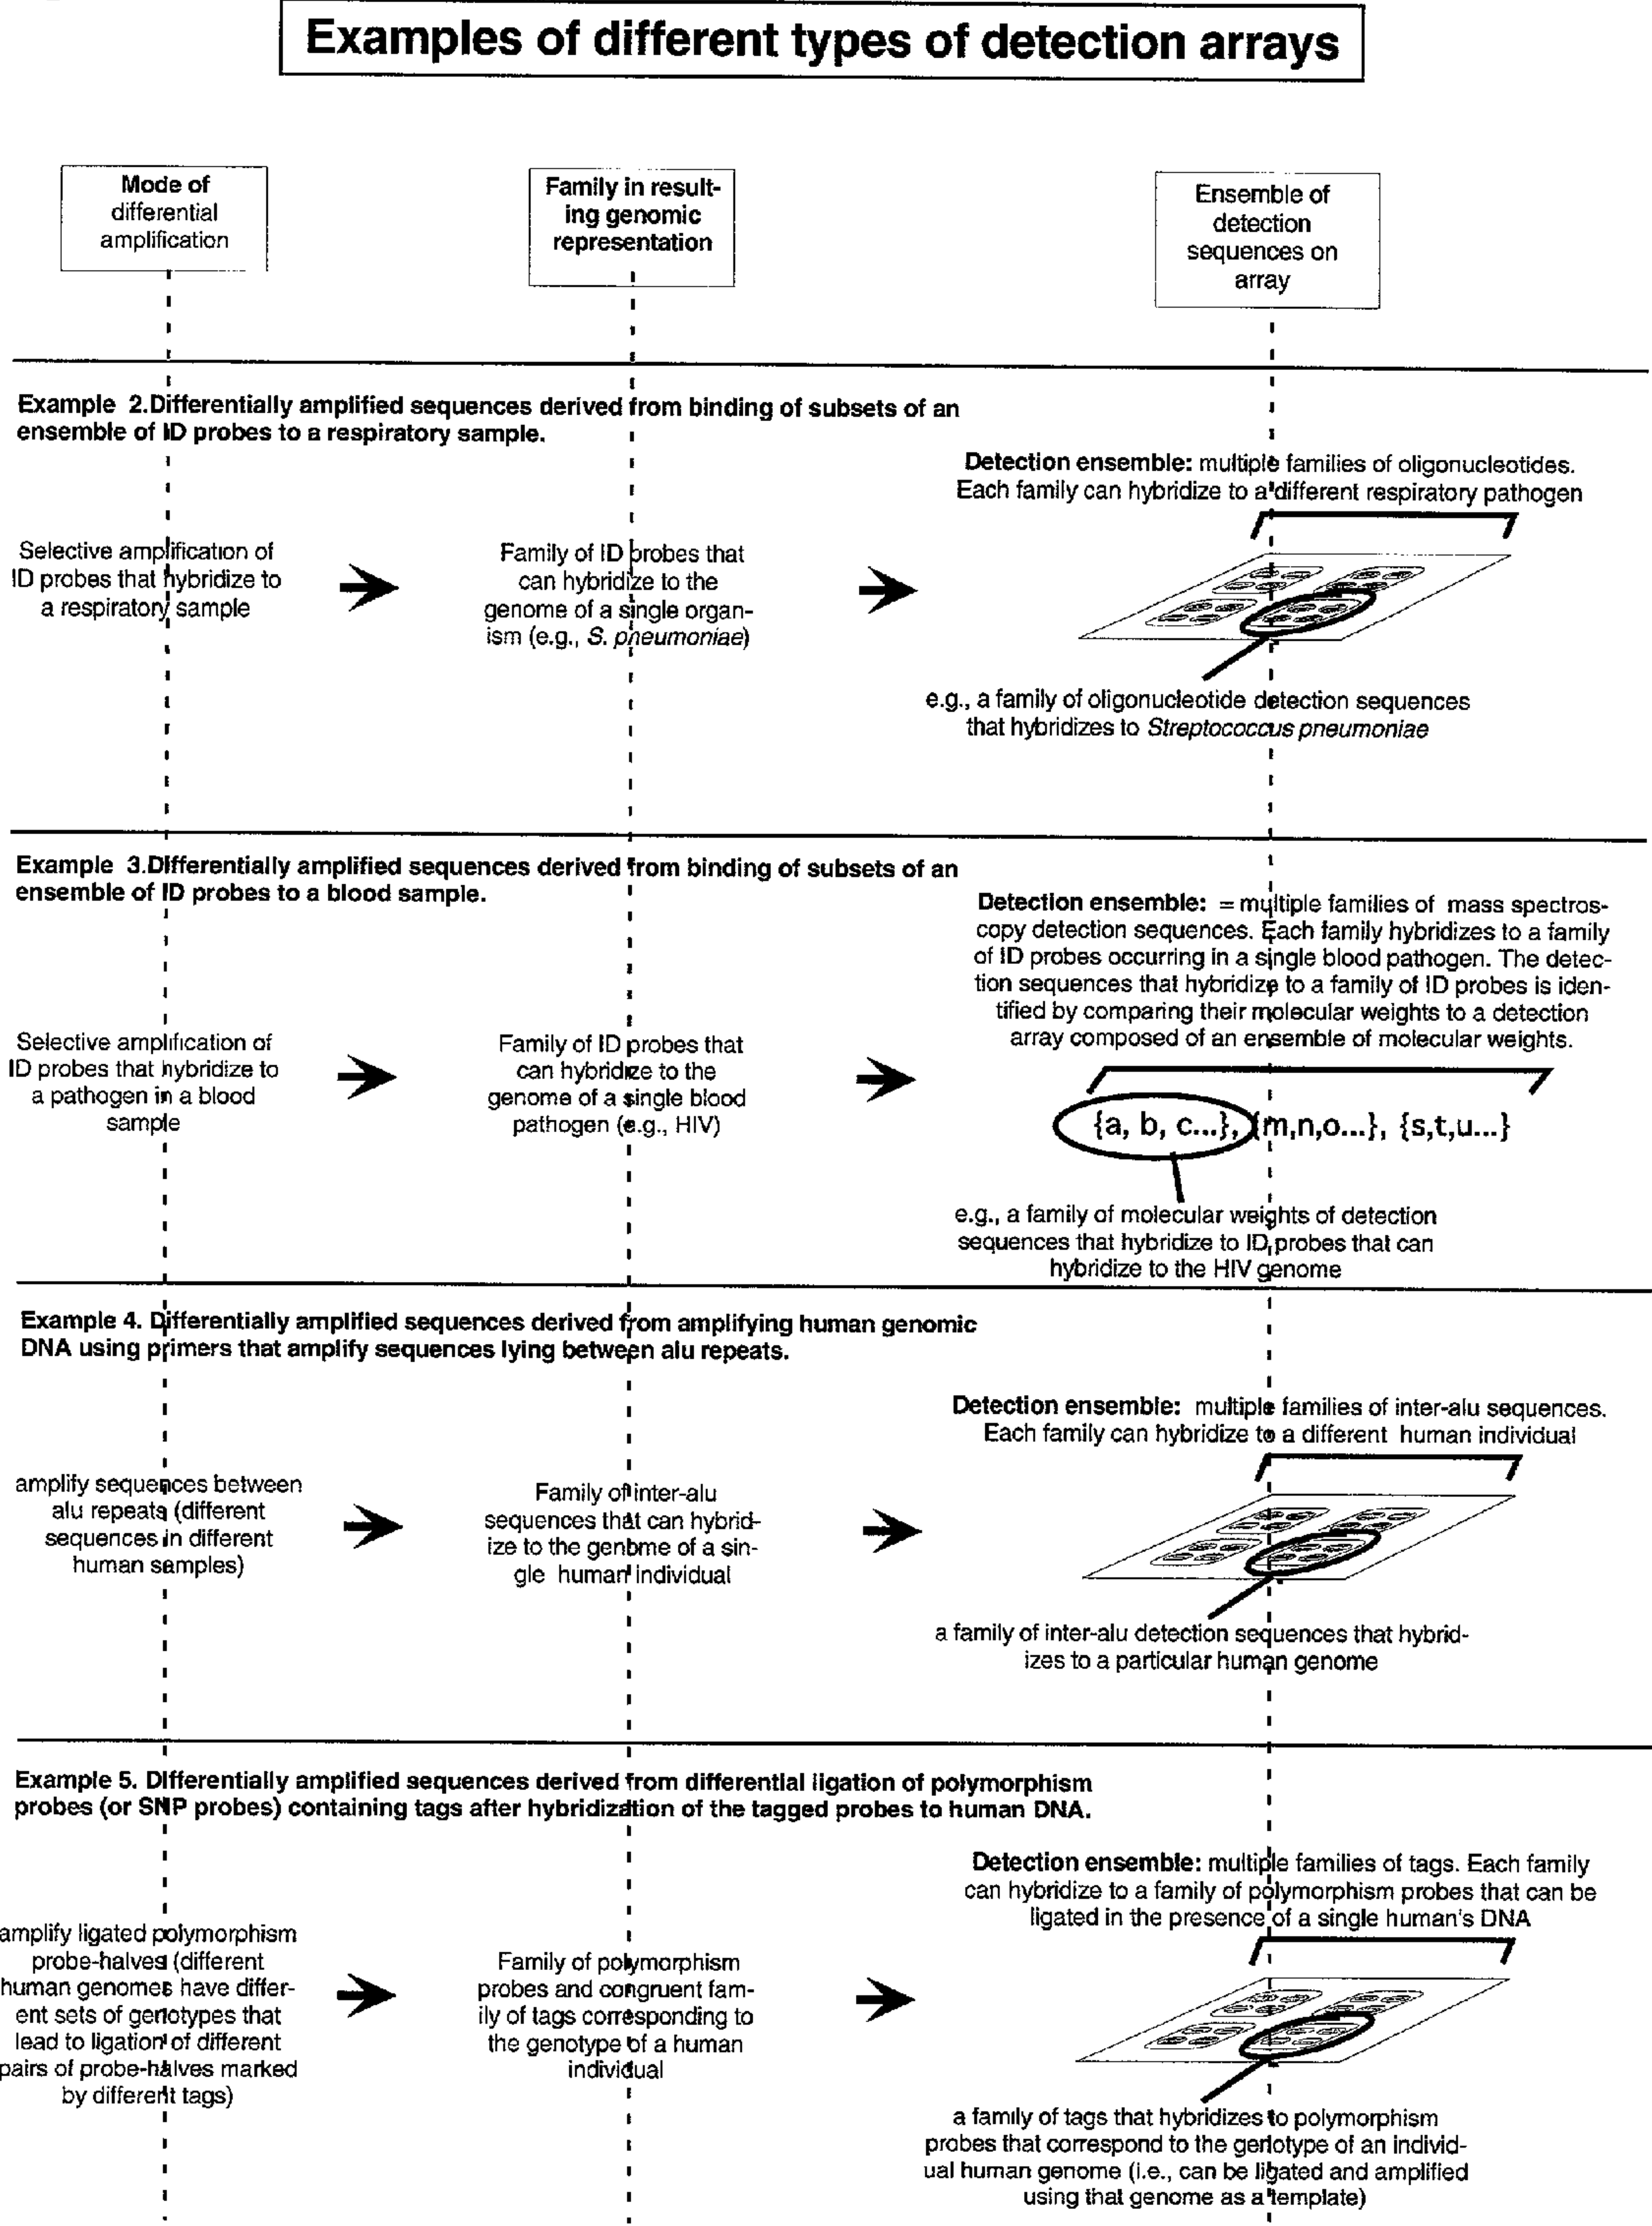 Examples of different types of detection arrays
Mode of
differential
amplification
Family in result-
ing genomic
representation
Ensemble of
detection
sequences on
array
Example 2.Differentially amplified sequences derived from binding of subsets of an
ensemble of ID probes to a respiratory sample.
Detection ensemble: multiple families of oligonucleotides.
Each family can hybridize to a different respiratory pathogen
Selective amplification of
ID probes that hybridize to
a respiratory sample
Family of ID probes that
can hybridize to the
genome of a single organ-
ism (e.g., S. pneumoniae)
e.g., a family of oligonucleotide detection sequences
that hybridizes to Streptococcus pneumoniae
Example 3.Differentially amplified sequences derived from binding of subsets of an
ensemble of ID probes to a blood sample.
Detection ensemble: = multiple families of mass spectros-
copy detection sequences. Each family hybridizes to a family
of ID probes occurring in a single blood pathogen. The detec-
tion sequences that hybridize to a family of ID probes is iden-
tified by comparing their molecular weights to a detection
array composed of an ensemble of molecular weights.
Selective amplification of
ID probes that hybridize to
a pathogen in a blood
sample
Family of ID probes that
can hybridize to the
genome of a single blood
pathogen (e.g., HIV)
{a, b, c...}, {m,n,o...}, {s,t,u...}
e.g., a family of molecular weights of detection
sequences that hybridize to ID probes that can
hybridize to the HIV genome
Example 4. Differentially amplified sequences derived from amplifying human genomic
DNA using primers that amplify sequences lying between alu repeats.
Detection ensemble: multiple families of inter-alu sequences.
Each family can hybridize to a different human individual
amplify sequences between
alu repeats (different
sequences in different
human samples)
Family of inter-alu
sequences that can hybrid-
ize to the genome of a sin-
gle human individual
a family of inter-alu detection sequences that hybrid-
izes to a particular human genome
Example 5. Differentially amplified sequences derived from differential ligation of polymorphism
probes (or SNP probes) containing tags after hybridization of the tagged probes to human DNA.
Detection ensemble: multiple families of tags. Each family
can hybridize to a family of polymorphism probes that can be
ligated in the presence of a single human's DNA
amplify ligated polymorphism
probe-halves (different
human genomes have differ-
ent sets of genotypes that
lead to ligation of different
pairs of probe-halves marked
by different tags)
Family of polymorphism
probes and congruent fam-
ily of tags corresponding to
the genotype of a human
individual
a family of tags that hybridizes to polymorphism
probes that correspond to the genotype of an individ-
ual human genome (i.e., can be ligated and amplified
using that genome as a template)